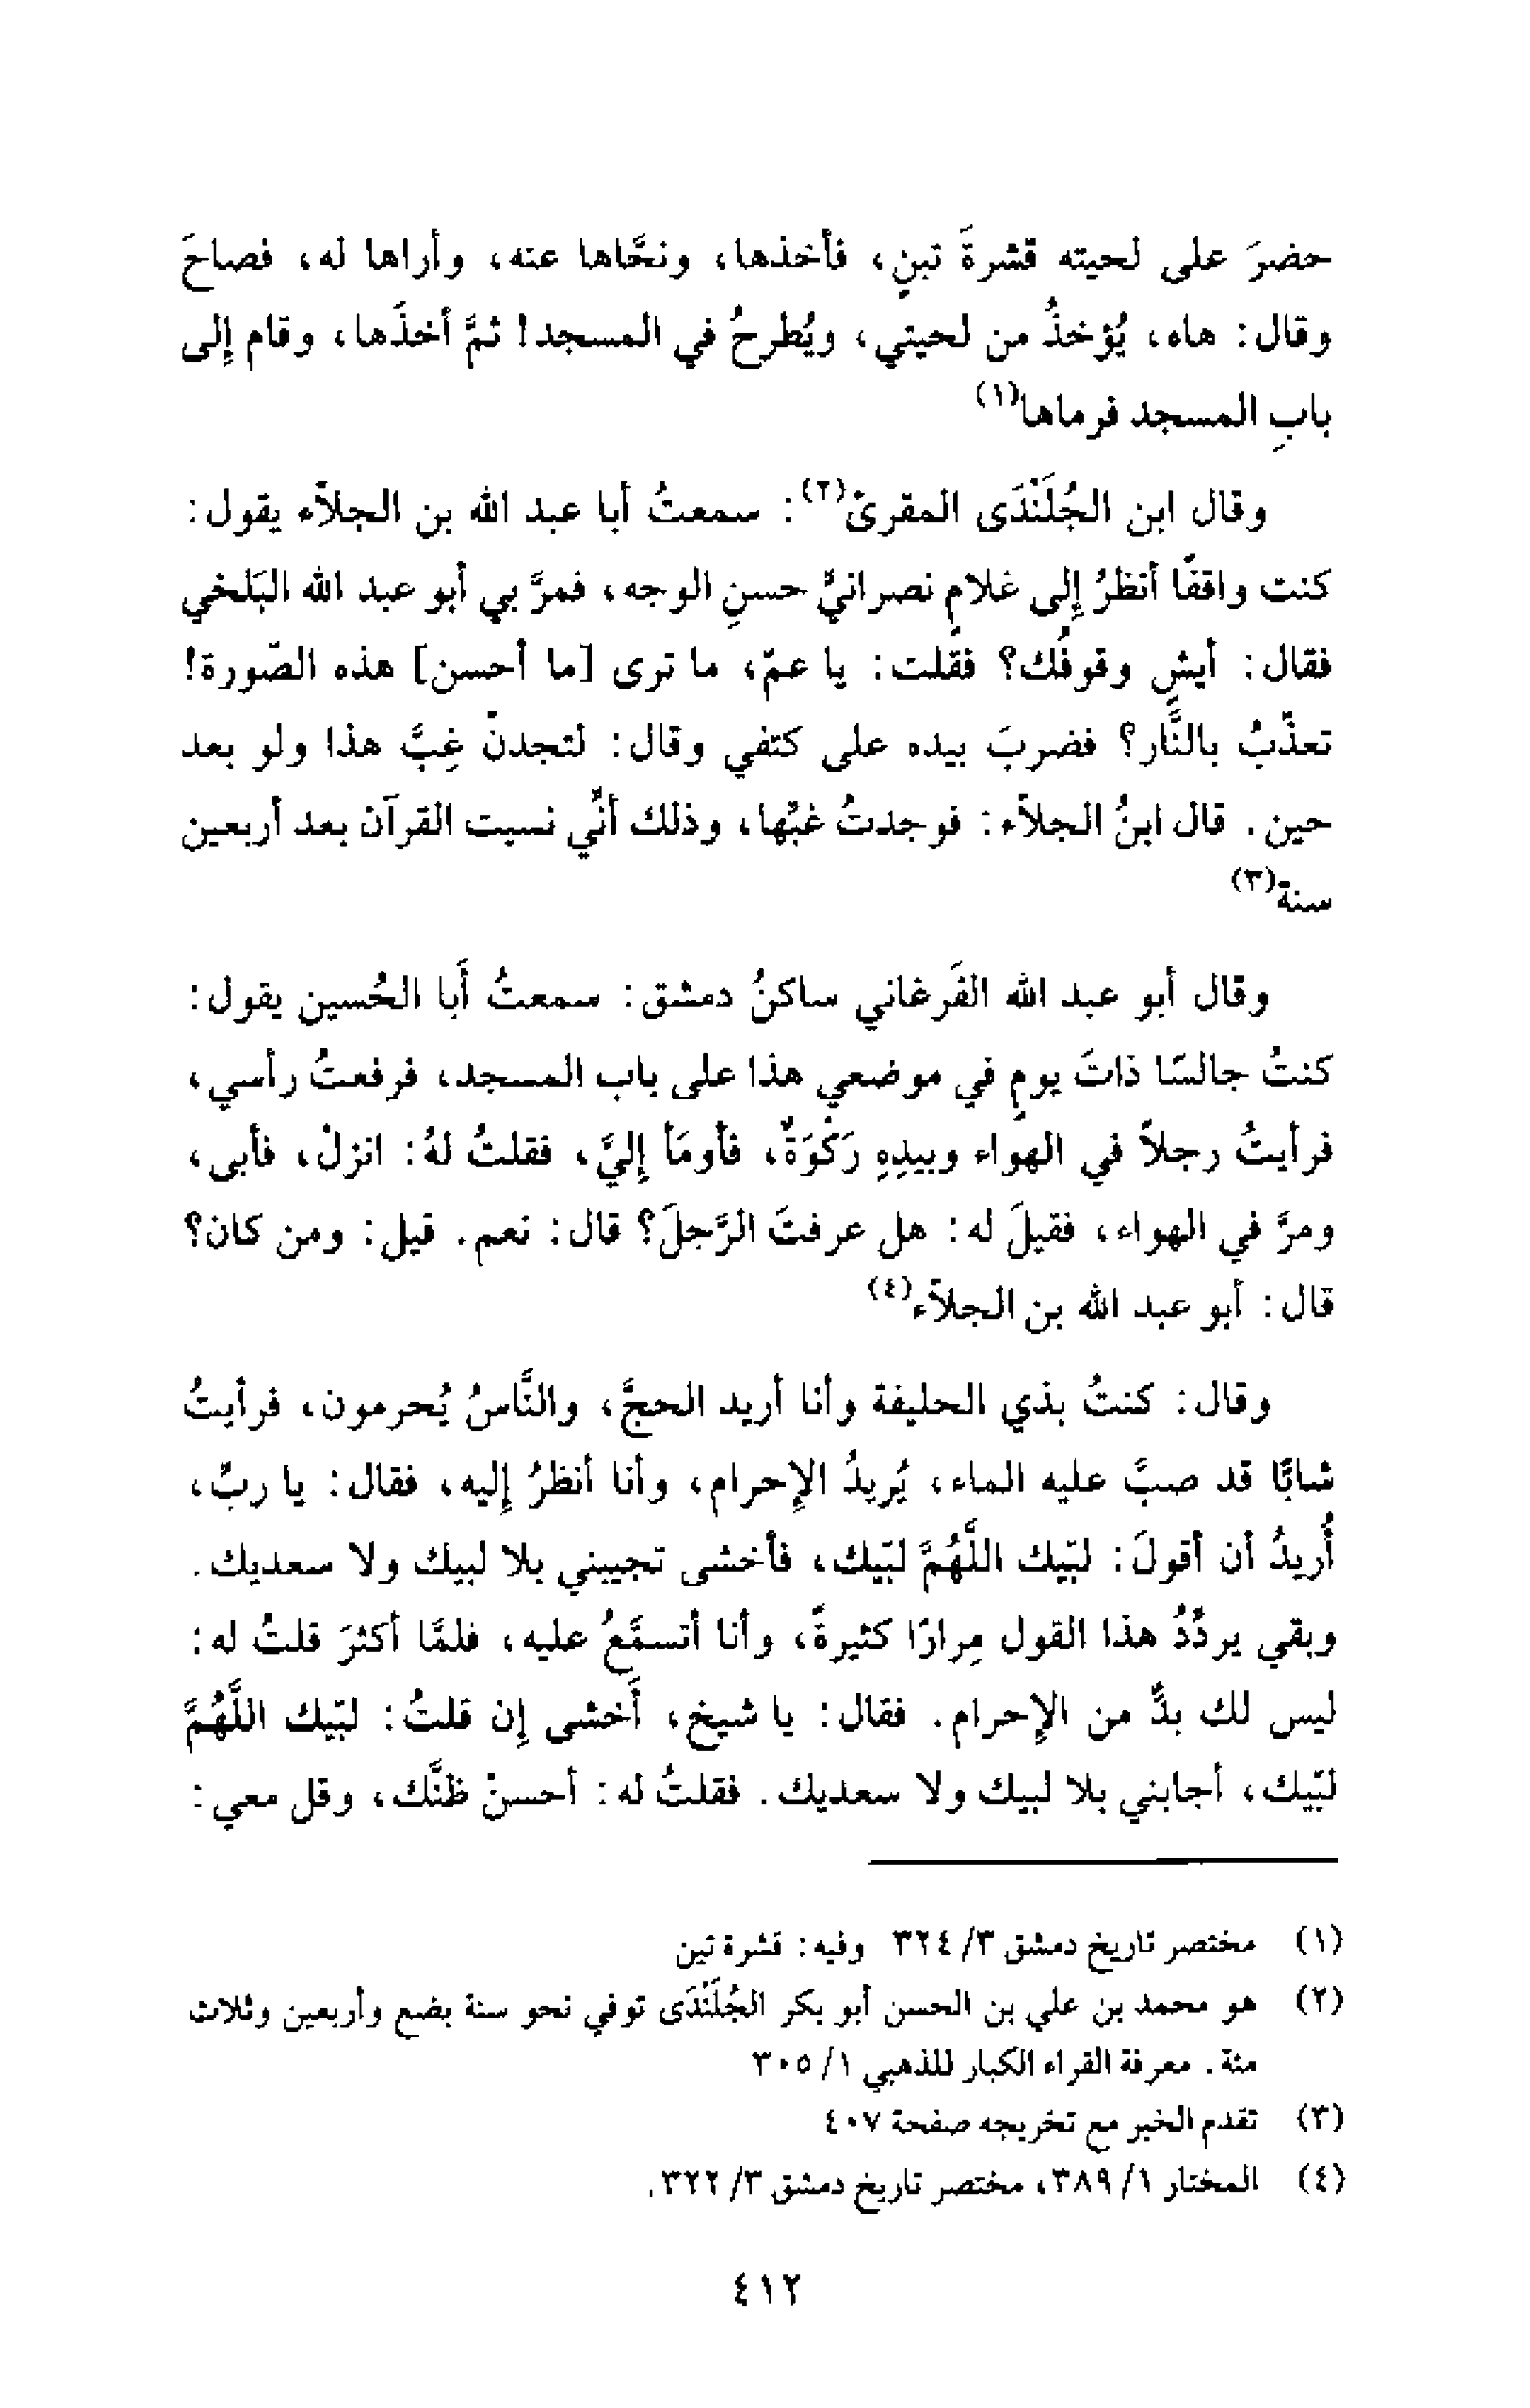 حضرَ على لحيته قشرةَ تبنٍ، فأخذها، ونحَّاها عنه، وأراها له، فصاحَ
وقال: هاه، يُؤخذُ من لحيتي، ويُطرحُ في المسجد! ثمَّ أخذَها، وقام إلى
بابِ المسجد فرماها(١)
وقال ابن الجُلَنْدَى المقرئ(٢): سمعتُ أبا عبد الله بن الجلاَّء يقول:
كنت واقفًا أنظرُ إلى غلامٍ نصرانيٍّ حسنِ الوجه، فمرَّ بي أبو عبد الله البَلخي
فقال: أيشٍ وقوفُك؟ فقلت: يا عمّ، ما ترى [ما أحسن] هذه الصّورة!
تعذّبُ بالنَّار؟ فضربَ بيده على كتفي وقال: لتجدنّ غِبَّ هذا ولو بعد
حين. قال ابنُ الجلاَّء: فوجدتُ غبَّها، وذلك أنِّي نسيت القرآن بعد أربعين
سنة(٣)
وقال أبو عبد الله الفَرغاني ساكنُ دمشق: سمعتُ أَبا الحُسين يقول:
كنتُ جالسًا ذاتَ يومٍ في موضعي هذا على باب المسجد، فرفعتُ رأسي،
فرأيتُ رجلاً في الهواء وبيدِهِ رَكْوَةٌ، فأومَأَ إليَّ، فقلتُ لهُ: انزلْ، فأبى،
ومرَّ في الهواء، فقيلَ له: هل عرفتَ الرَّجلَ؟ قال: نعم. قيل: ومن كان؟
قال: أبو عبد الله بن الجلاَّء(٤)
وقال: كنتُ بذي الحليفة وأنا أريد الحجَّ، والنَّاسُ يُحرمون، فرأيتُ
شابًّا قد صبَّ عليه الماء، يُريدُ الإحرام، وأنا أنظرُ إليه، فقال: يا ربِّ،
أُريدُ أن أقولَ: لبّيك اللَّهُمَّ لبّيك، فأخشى تجيبني بلا لبيك ولا سعديك.
وبقي يردِّدُ هذا القول مِرارًا كثيرةً، وأنا أتسمَّعُ عليه، فلمَّا أكثرَ قلتُ له:
ليس لك بدٌّ من الإحرام. فقال: يا شيخ، أَخشى إن قلتُ: لبّيك اللَّهُمَّ
لبّيك، أجابني بلا لبيك ولا سعديك. فقلتُ له: أحسنْ ظنَّك، وقل معي:
(١) مختصر تاريخ دمشق ٣/ ٣٢٤ وفيه: قشرة تين
(٢) هو محمد بن علي بن الحسن أبو بكر الجُلَنْدَى توفي نحو سنة بضع وأربعين وثلاث
مئة. معرفة القراء الكبار للذهبي ١/ ٣٠٥
(٣) تقدم الخبر مع تخريجه صفحة ٤٠٧
(٤) المختار ١/ ٣٨٩، مختصر تاريخ دمشق ٣/ ٣٢٢.
٤١٢